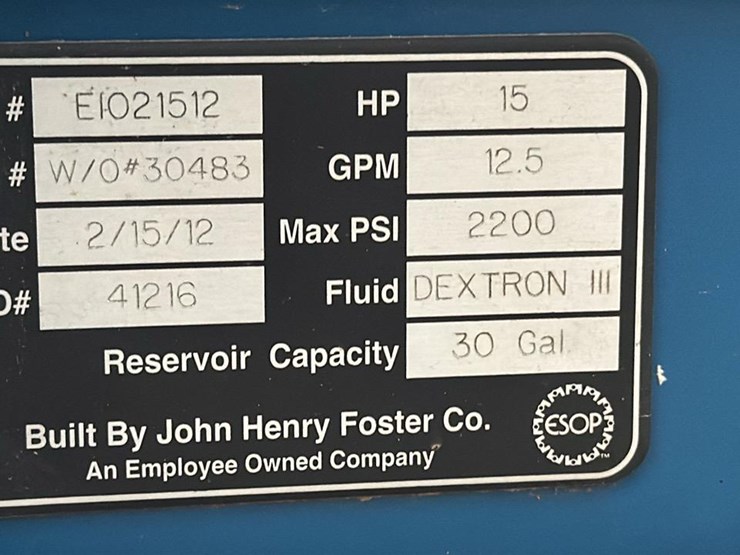 # EI021512 HP 15
# W/O#30483 GPM 12.5
te 2/15/12 Max PSI 2200
O# 41216 Fluid DEXTRON III
Reservoir Capacity 30 Gal.
Built By John Henry Foster Co.
An Employee Owned Company
ESOP
TM